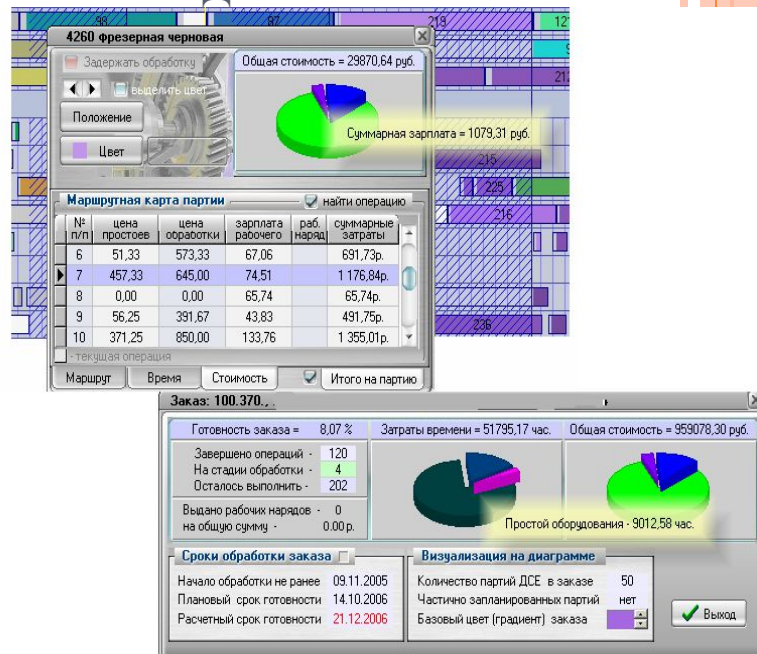 98
97
219
12
4260 фрезерная черновая
Задержать обработку
Общая стоимость = 29870,64 руб.
212
выделить цвет
Положение
Суммарная зарплата = 1079,31 руб.
Цвет
215
225
Маршрутная карта партии
найти операцию
216
№ п/п цена простоев цена обработки зарплата рабочего раб. наряд суммарные затраты
6 51,33 573,33 67,06 691,73р.
7 457,33 645,00 74,51 1 176,84р.
8 0,00 0,00 65,74 65,74р.
9 56,25 391,67 43,83 491,75р.
236
10 371,25 850,00 133,76 1 355,01р.
- текущая операция
Маршрут Время Стоимость Итого на партию
Заказ: 100.370.,
Готовность заказа = 8,07 % Затраты времени = 51795,17 час. Общая стоимость = 959078,30 руб.
Завершено операций - 120
На стадии обработки - 4
Осталось выполнить - 202
Выдано рабочих нарядов - 0
на общую сумму - 0.00 р.
Простой оборудования - 9012,58 час.
Сроки обработки заказа
Начало обработки не ранее 09.11.2005
Плановый срок готовности 14.10.2006
Расчетный срок готовности 21.12.2006
Визуализация на диаграмме
Количество партий ДСЕ в заказе 50
Частично запланированных партий нет
Базовый цвет (градиент) заказа
Выход